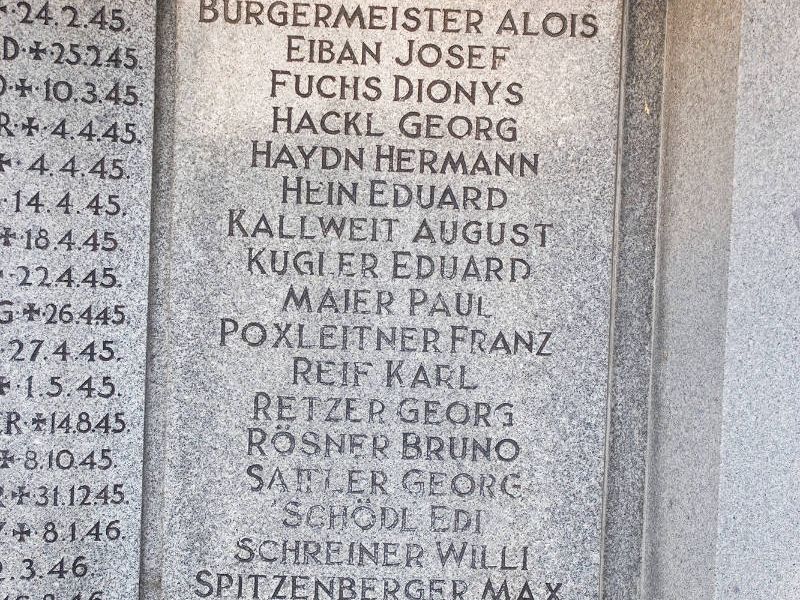 24.2.45.
D ✠ 25.2.45.
✠ 10.3.45.
R ✠ 4.4.45.
✠ 4.4.45.
14.4.45.
✠ 18.4.45
22.4.45.
G ✠ 26.4.45.
27.4.45.
✠ 1.5.45.
ER ✠ 14.8.45.
✠ 8.10.45.
R ✠ 31.12.45.
✠ 8.1.46.
.3.46.
BÜRGERMEISTER ALOIS
EIBAN JOSEF
FUCHS DIONYS
HACKL GEORG
HAYDN HERMANN
HEIN EDUARD
KALLWEIT AUGUST
KUGLER EDUARD
MAIER PAUL
POXLEITNER FRANZ
REIF KARL
RETZER GEORG
RÖSNER BRUNO
SATTLER GEORG
SCHÖDL EDI
SCHREINER WILLI
SPITZENBERGER MAX